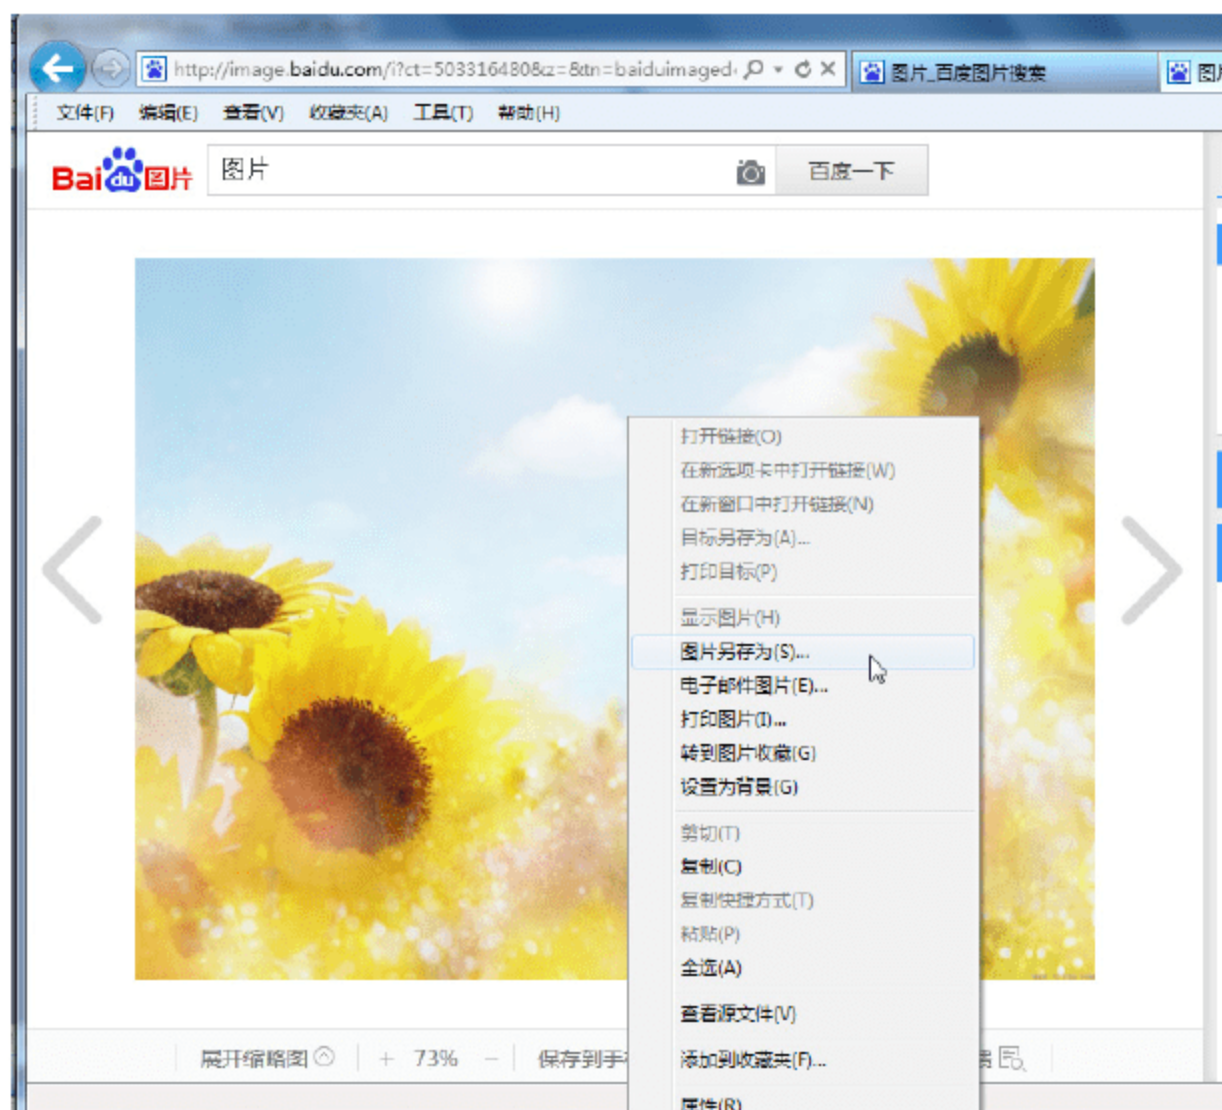 http://image.baidu.com/i?ct=503316480&z=&tn=baiduimaged
图片_百度图片搜索
文件(F) 编辑(E) 查看(V) 收藏夹(A) 工具(T) 帮助(H)
Bai du 图片
图片
百度一下
打开链接(O)
在新选项卡中打开链接(W)
在新窗口中打开链接(N)
目标另存为(A)...
打印目标(P)
显示图片(H)
图片另存为(S)...
电子邮件图片(E)...
打印图片(I)...
转到图片收藏(G)
设置为背景(G)
剪切(T)
复制(C)
复制快捷方式(T)
粘贴(P)
全选(A)
查看源文件(V)
添加到收藏夹(F)...
属性(R)
展开缩略图 + 73% − 保存到手